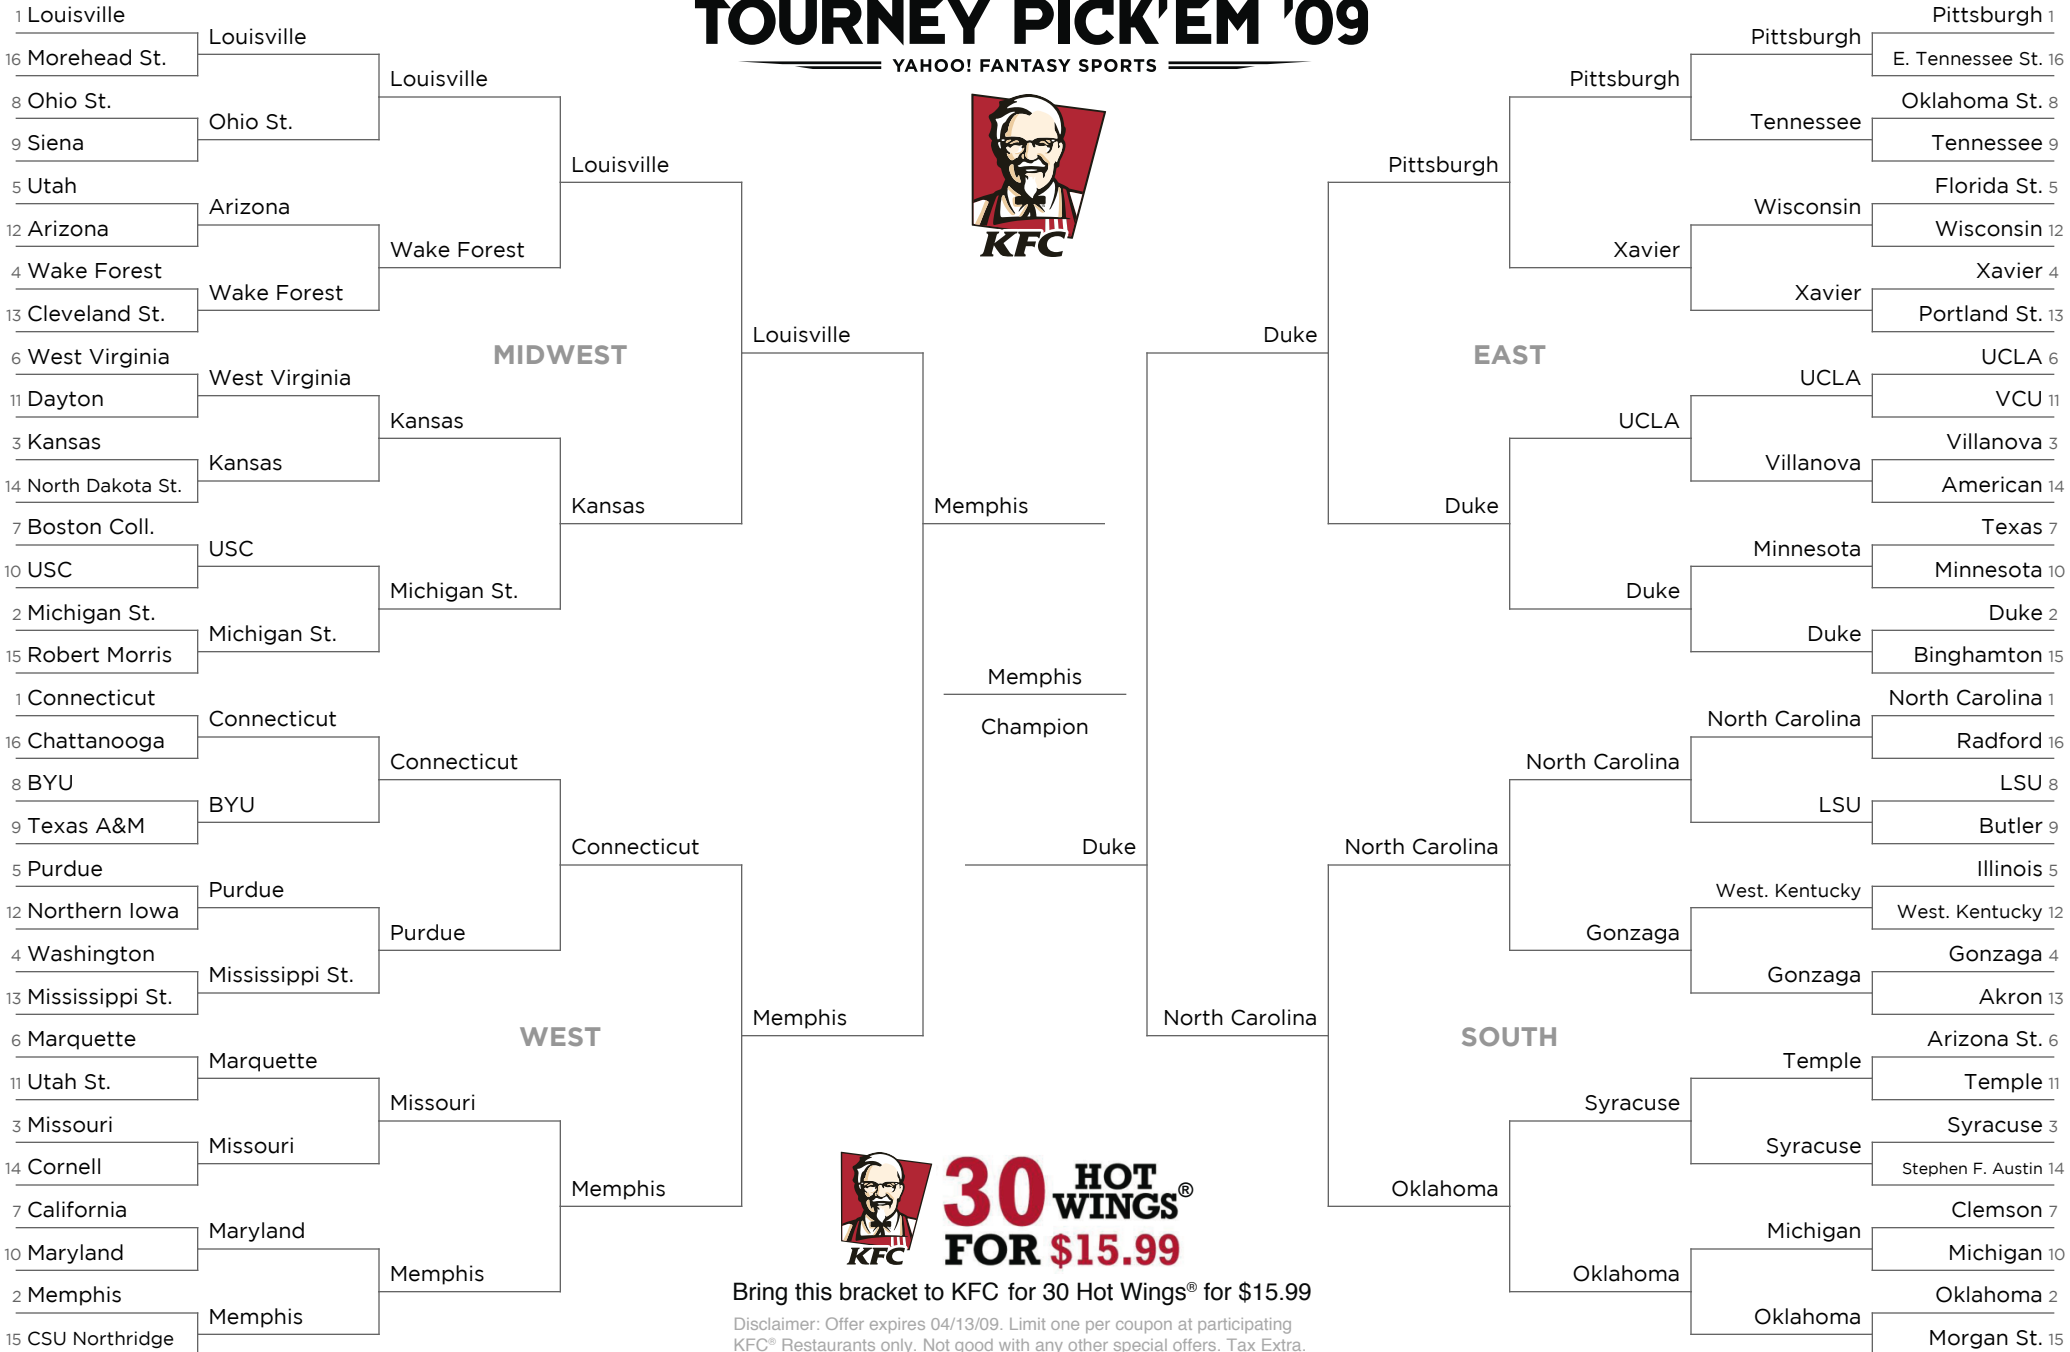 TOURNEY PICK'EM '09
YAHOO! FANTASY SPORTS
KFC
1 Louisville
16 Morehead St.
8 Ohio St.
9 Siena
5 Utah
12 Arizona
4 Wake Forest
13 Cleveland St.
6 West Virginia
11 Dayton
3 Kansas
14 North Dakota St.
7 Boston Coll.
10 USC
2 Michigan St.
15 Robert Morris
1 Connecticut
16 Chattanooga
8 BYU
9 Texas A&M
5 Purdue
12 Northern Iowa
4 Washington
13 Mississippi St.
6 Marquette
11 Utah St.
3 Missouri
14 Cornell
7 California
10 Maryland
2 Memphis
15 CSU Northridge
Louisville
Ohio St.
Arizona
Wake Forest
West Virginia
Kansas
USC
Michigan St.
Connecticut
BYU
Purdue
Mississippi St.
Marquette
Missouri
Maryland
Memphis
Louisville
Wake Forest
Kansas
Michigan St.
Connecticut
Purdue
Missouri
Memphis
Louisville
MIDWEST
Kansas
Connecticut
WEST
Memphis
Louisville
Memphis
Memphis
Memphis
Champion
Duke
Duke
North Carolina
Pittsburgh
EAST
Duke
North Carolina
SOUTH
Oklahoma
Pittsburgh
Xavier
UCLA
Duke
North Carolina
Gonzaga
Syracuse
Oklahoma
Pittsburgh
Tennessee
Wisconsin
Xavier
UCLA
Villanova
Minnesota
Duke
North Carolina
LSU
West. Kentucky
Gonzaga
Temple
Syracuse
Michigan
Oklahoma
Pittsburgh 1
E. Tennessee St. 16
Oklahoma St. 8
Tennessee 9
Florida St. 5
Wisconsin 12
Xavier 4
Portland St. 13
UCLA 6
VCU 11
Villanova 3
American 14
Texas 7
Minnesota 10
Duke 2
Binghamton 15
North Carolina 1
Radford 16
LSU 8
Butler 9
Illinois 5
West. Kentucky 12
Gonzaga 4
Akron 13
Arizona St. 6
Temple 11
Syracuse 3
Stephen F. Austin 14
Clemson 7
Michigan 10
Oklahoma 2
Morgan St. 15
KFC
30 HOT WINGS®
FOR $15.99
Bring this bracket to KFC for 30 Hot Wings® for $15.99
Disclaimer: Offer expires 04/13/09. Limit one per coupon at participating
KFC® Restaurants only. Not good with any other special offers. Tax Extra.